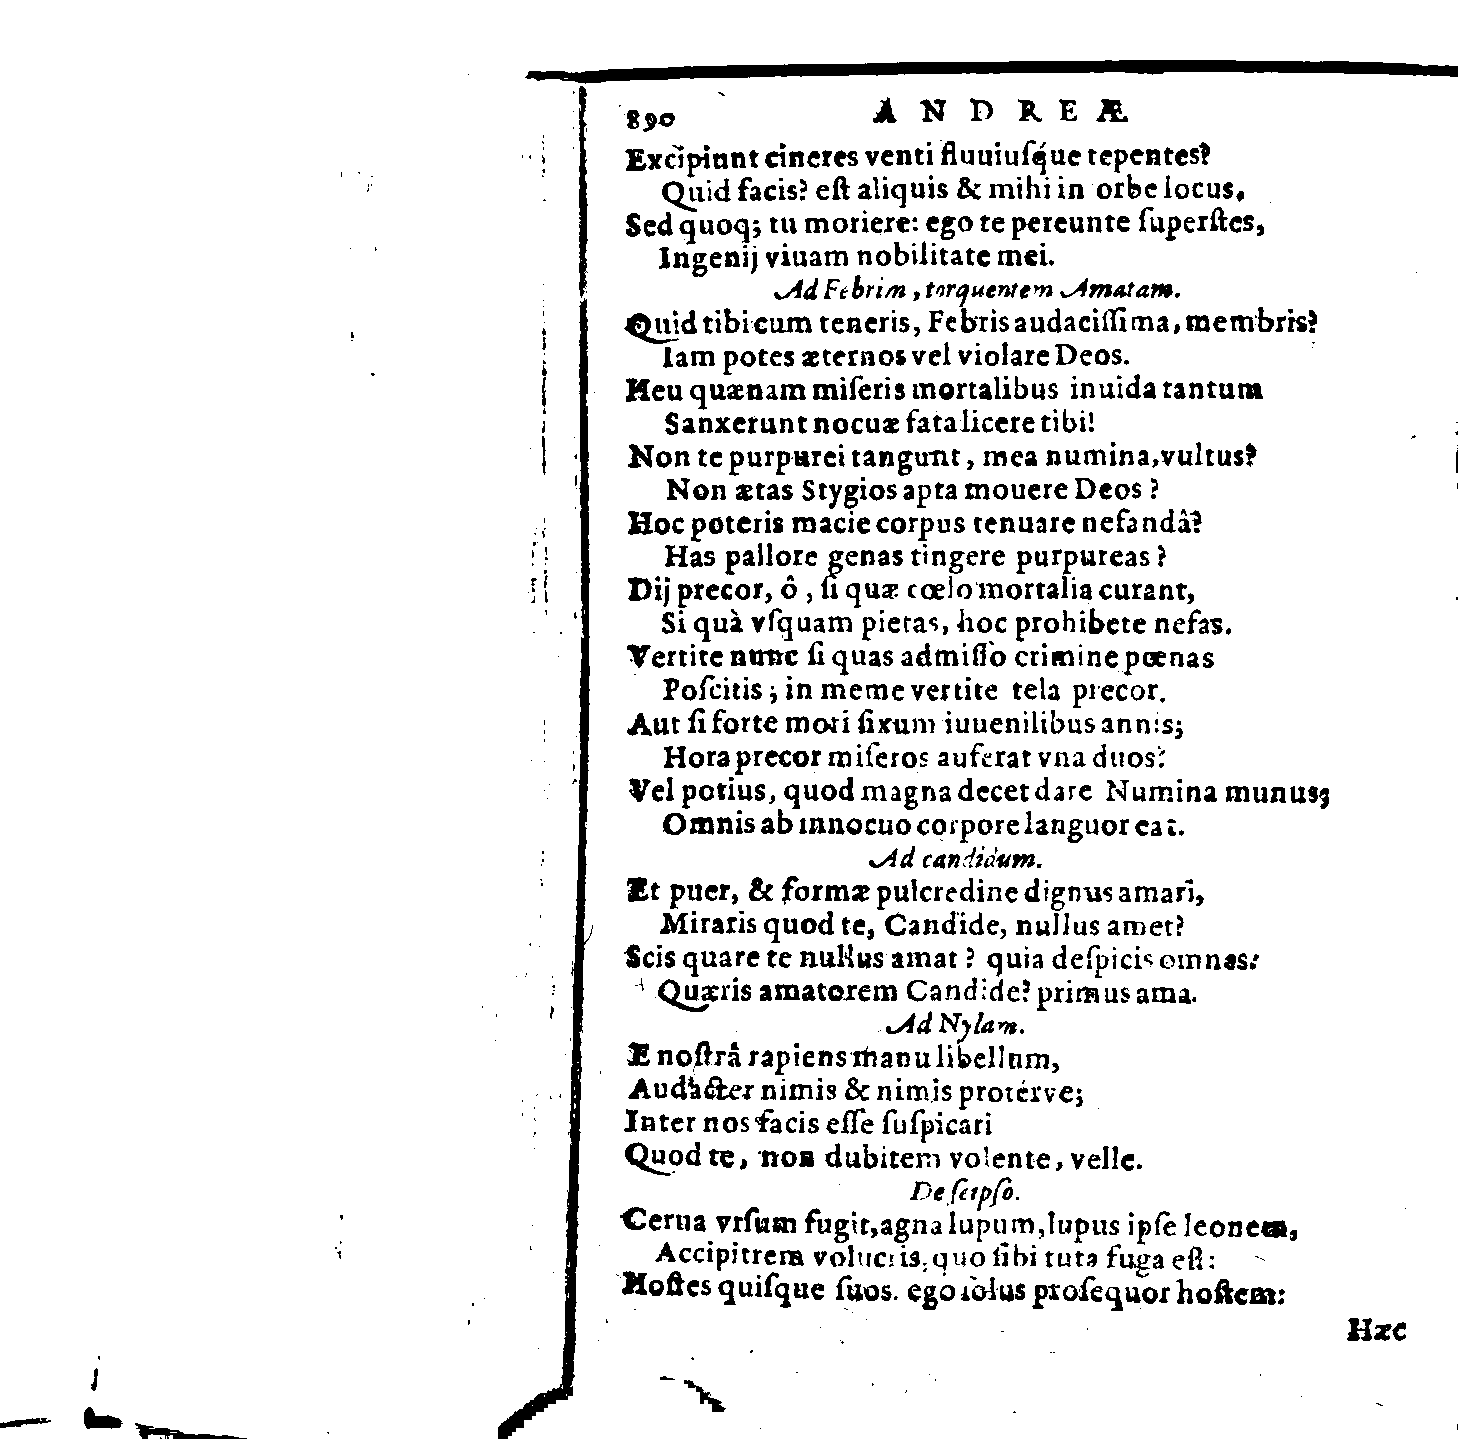 890 ANDREÆ
Excipiunt cineres venti fluuiuſq́ue tepentes?
Quid facis? eſt aliquis & mihi in orbe locus.
Sed quoq; tu moriere: ego te pereunte ſuperſtes,
Ingenij viuam nobilitate mei.
Ad Febrim, torquentem Amatam.
Quid tibi cum teneris, Febris audaciſſima, membris?
Iam potes æternos vel violare Deos.
Heu quænam miſeris mortalibus inuida tantum
Sanxerunt nocuæ fata licere tibi!
Non te purpurei tangunt, mea numina, vultus?
Non ætas Stygios apta mouere Deos?
Hoc poteris macie corpus tenuare nefandâ?
Has pallore genas tingere purpureas?
Dij precor, ô, ſi quæ cœlo mortalia curant,
Si quà vſquam pietas, hoc prohibete nefas.
Vertite nunc ſi quas admiſſo crimine pœnas
Poſcitis; in meme vertite tela precor.
Aut ſi forte mori fixum iuuenilibus annis;
Hora precor miſeros auferat vna duos:
Vel potius, quod magna decet dare Numina munus;
Omnis ab innocuo corpore languor eat.
Ad candidum.
Et puer, & formæ pulcredine dignus amari,
Miraris quod te, Candide, nullus amet?
Scis quare te nullus amat? quia deſpicis omnes:
Quæris amatorem Candide? primus ama.
Ad Nylam.
E noſtrâ rapiens manu libellum,
Audacter nimis & nimis proterve;
Inter nos facis eſſe ſuſpicari
Quod te, non dubitem volente, velle.
De ſeipſo.
Cerua vrſum fugit, agna lupum, lupus ipſe leonem,
Accipitrem volucris, quo ſibi tuta fuga eſt:
Hoſtes quiſque ſuos. ego ſolus proſequor hoſtem:
Hæc